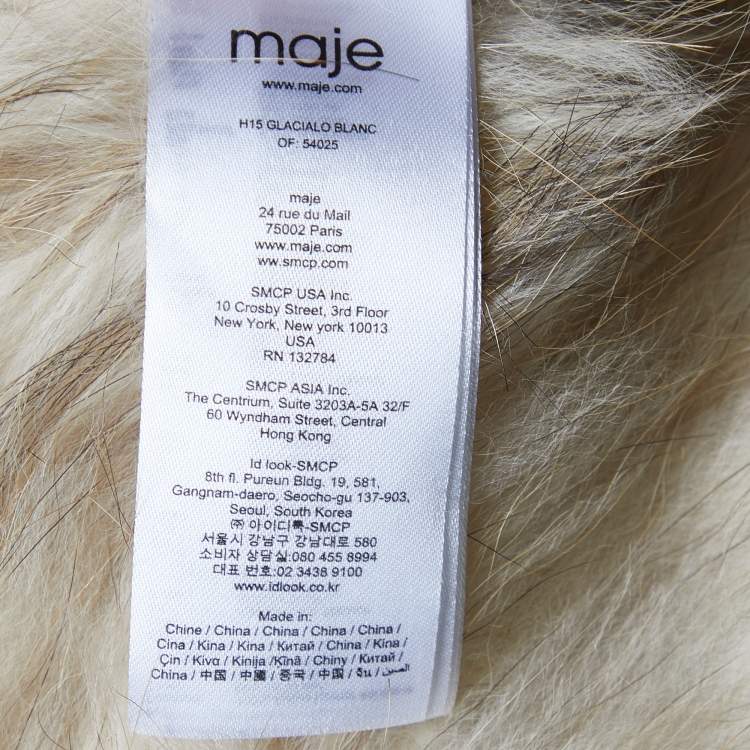 maje
www.maje.com
H15 GLACIALO BLANC
OF: 54025
maje
24 rue du Mail
75002 Paris
www.maje.com
ww.smcp.com
SMCP USA Inc.
10 Crosby Street, 3rd Floor
New York, New york 10013
USA
RN 132784
SMCP ASIA Inc.
The Centrium, Suite 3203A-5A 32/F
60 Wyndham Street, Central
Hong Kong
Id look-SMCP
8th fl. Pureun Bldg. 19, 581,
Gangnam-daero, Seocho-gu 137-903,
Seoul, South Korea
㈜ 아이디룩-SMCP
서울시 강남구 강남대로 580
소비자 상담실:080 455 8994
대표 번호:02 3438 9100
www.idlook.co.kr
Made in:
Chine / China / China / China / China /
Cina / Kina / Kina / Китай / China / Kína /
Çin / Κίνα / Kinija /Ķīnā / Chiny / Китай /
China / 中国 / 中國 / 중국 / 中国 / จีน / الصين